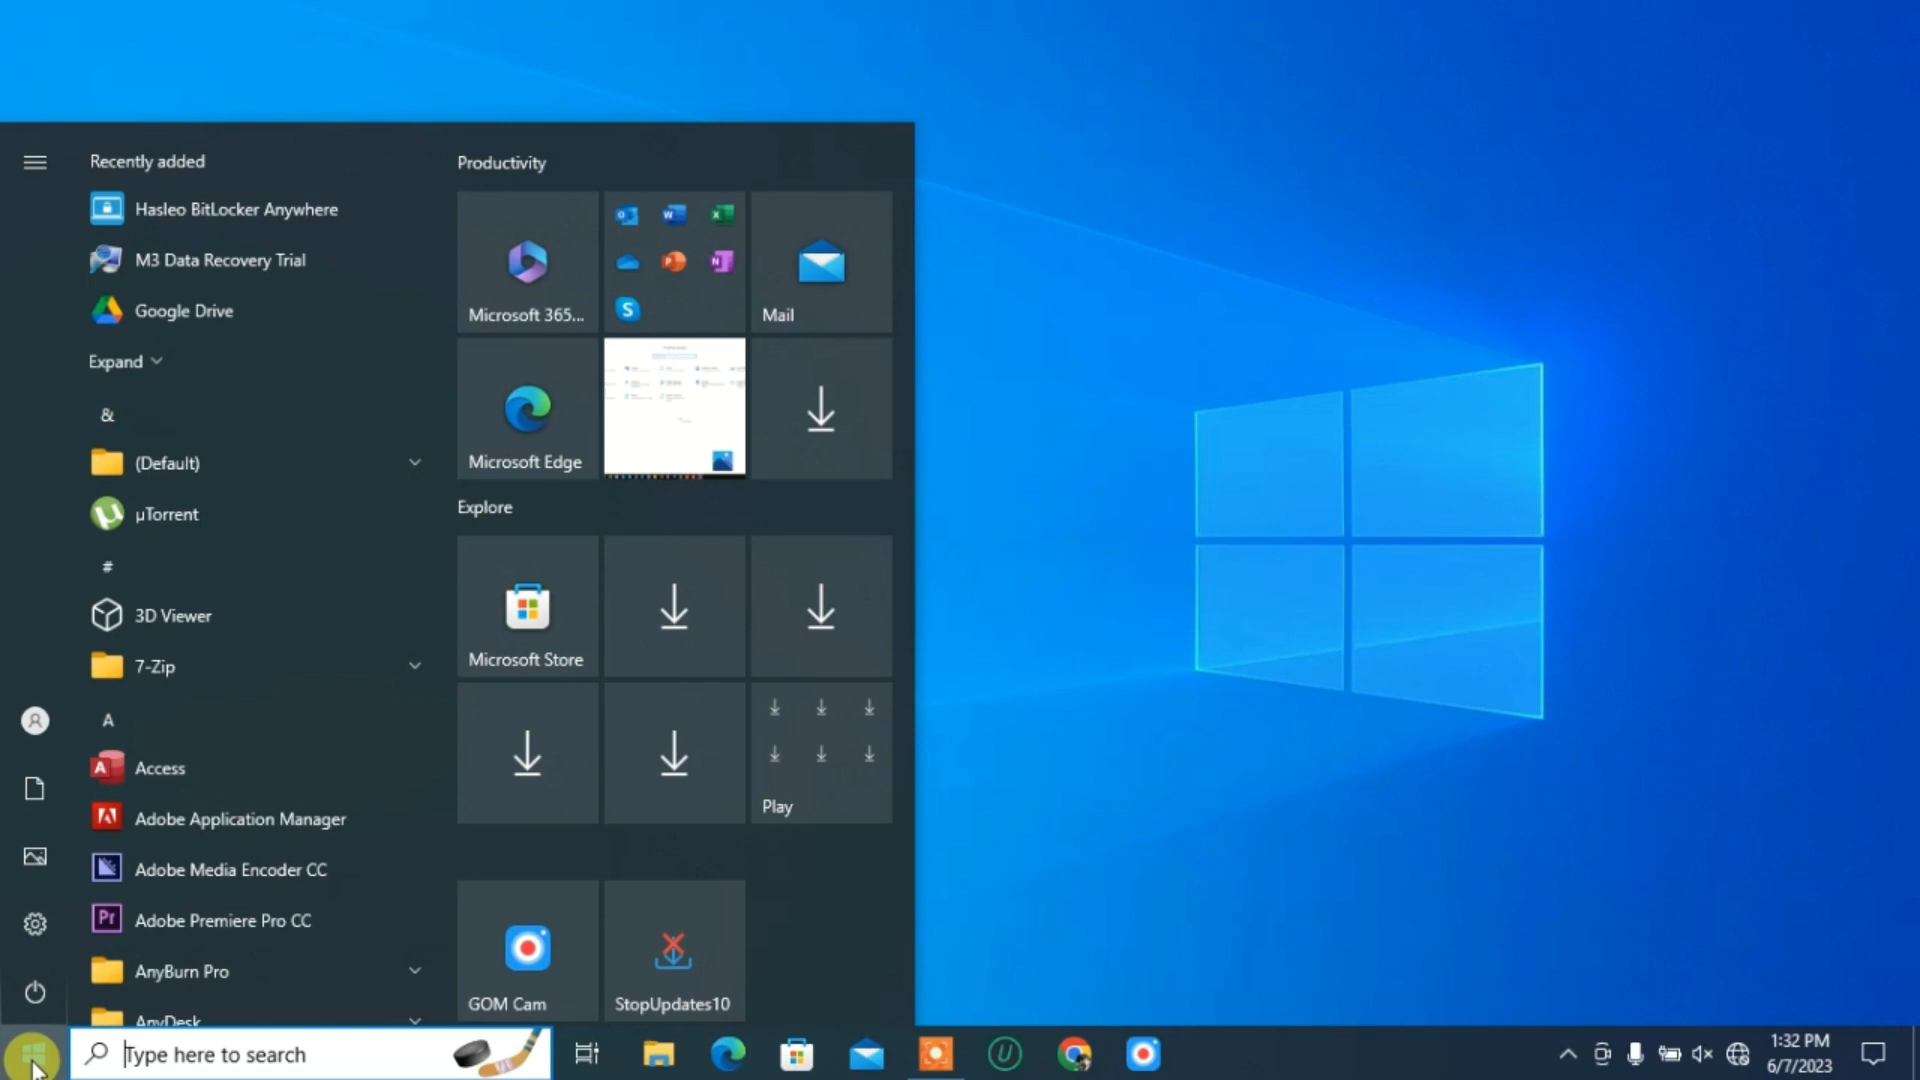 Recently added
Hasleo BitLocker Anywhere
M3 Data Recovery Trial
Google Drive
Expand
&
(Default)
µTorrent
#
3D Viewer
7-Zip
A
Access
Adobe Application Manager
Adobe Media Encoder CC
Adobe Premiere Pro CC
AnyBurn Pro
AnyDesk
Productivity
Microsoft 365...
Mail
Microsoft Edge
Explore
Microsoft Store
Play
GOM Cam
StopUpdates10
Type here to search
1:32 PM
6/7/2023